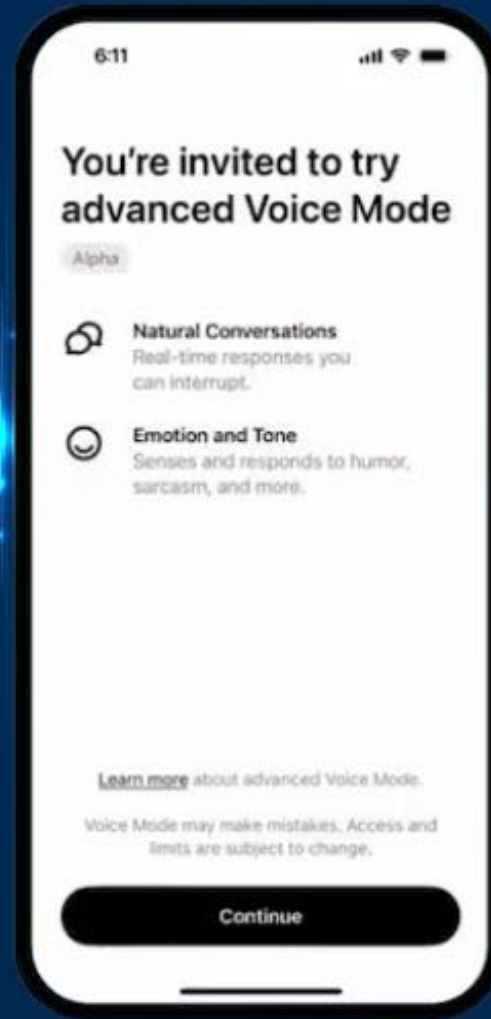 6:11
You're invited to try
advanced Voice Mode
Alpha
Natural Conversations
Real-time responses you
can interrupt.
Emotion and Tone
Senses and responds to humor,
sarcasm, and more.
Learn more about advanced Voice Mode.
Voice Mode may make mistakes. Access and
limits are subject to change.
Continue